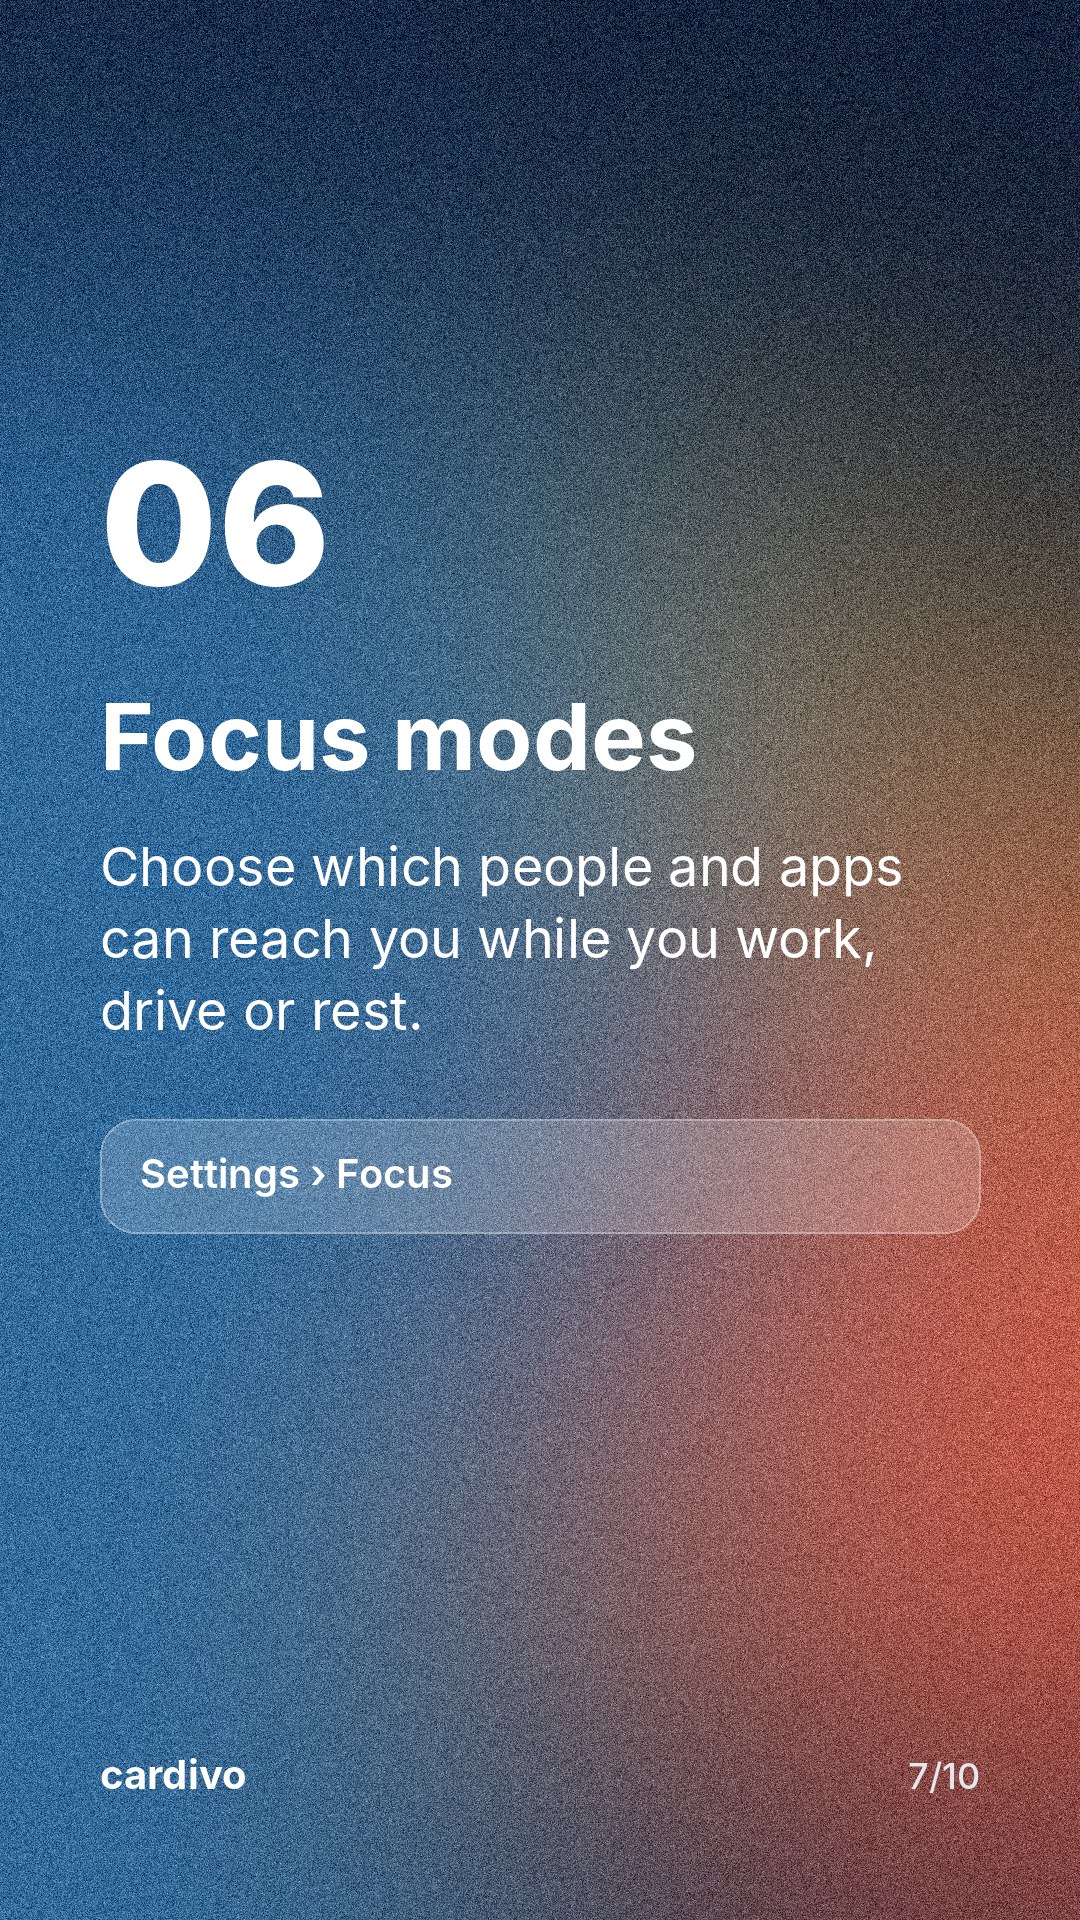 06
Focus modes
Choose which people and apps
can reach you while you work,
drive or rest.
Settings › Focus
cardivo
7/10